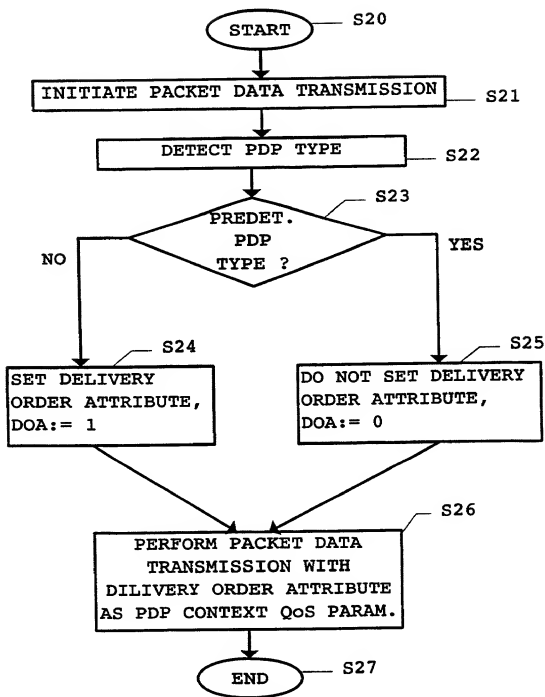 START
S20
INITIATE PACKET DATA TRANSMISSION
S21
DETECT PDP TYPE
S22
S23
PREDET.
PDP
TYPE ?
NO
YES
S24
SET DELIVERY
ORDER ATTRIBUTE,
DOA:= 1
S25
DO NOT SET DELIVERY
ORDER ATTRIBUTE,
DOA:= 0
S26
PERFORM PACKET DATA
TRANSMISSION WITH
DILIVERY ORDER ATTRIBUTE
AS PDP CONTEXT QoS PARAM.
END
S27